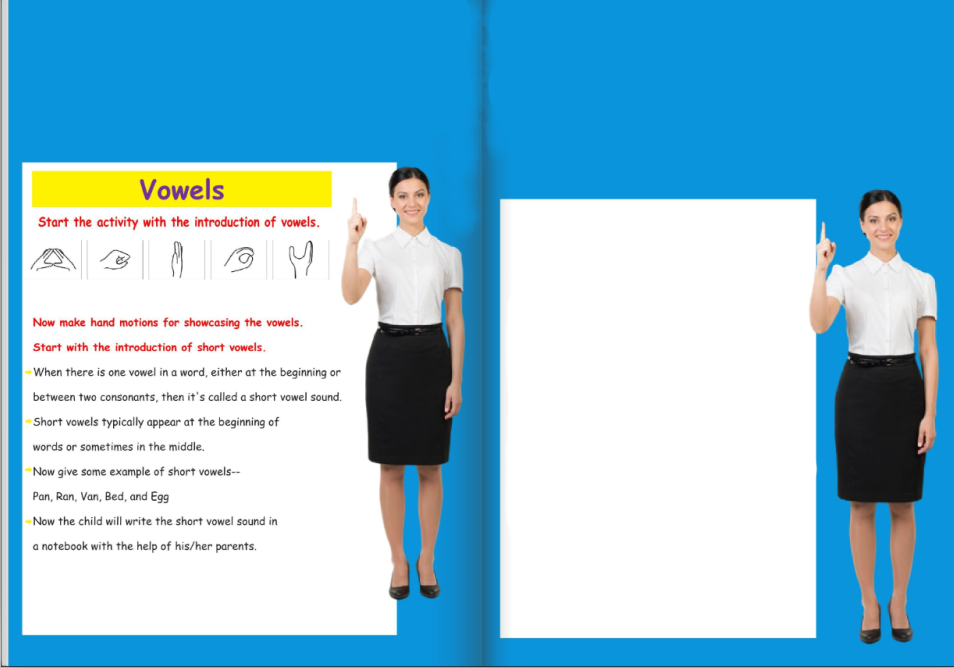 Vowels
Start the activity with the introduction of vowels.
Now make hand motions for showcasing the vowels.
Start with the introduction of short vowels.
When there is one vowel in a word, either at the beginning or
between two consonants, then it's called a short vowel sound.
Short vowels typically appear at the beginning of
words or sometimes in the middle.
Now give some example of short vowels--
Pan, Ran, Van, Bed, and Egg
Now the child will write the short vowel sound in
a notebook with the help of his/her parents.